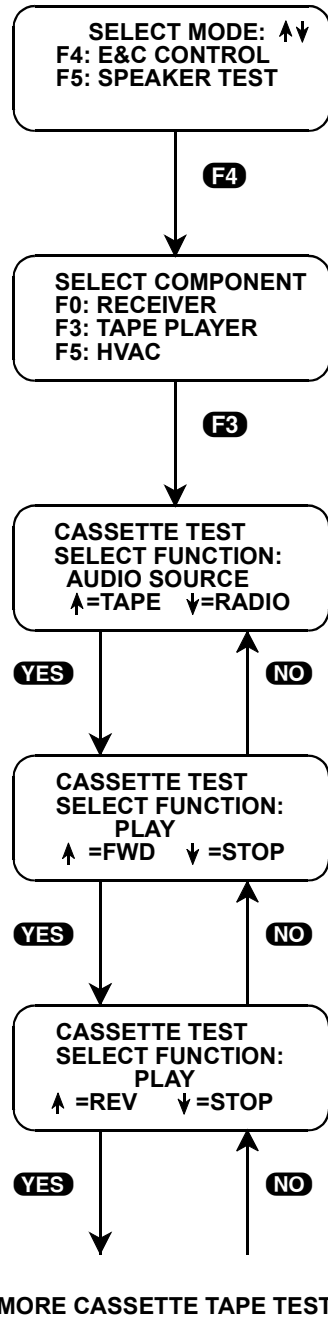 SELECT MODE: ↑↓
F4: E&C CONTROL
F5: SPEAKER TEST
F4
SELECT COMPONENT
F0: RECEIVER
F3: TAPE PLAYER
F5: HVAC
F3
CASSETTE TEST
SELECT FUNCTION:
AUDIO SOURCE
↑=TAPE ↓=RADIO
YES NO
CASSETTE TEST
SELECT FUNCTION:
PLAY
↑ =FWD ↓ =STOP
YES NO
CASSETTE TEST
SELECT FUNCTION:
PLAY
↑ =REV ↓ =STOP
YES NO
MORE CASSETTE TAPE TEST